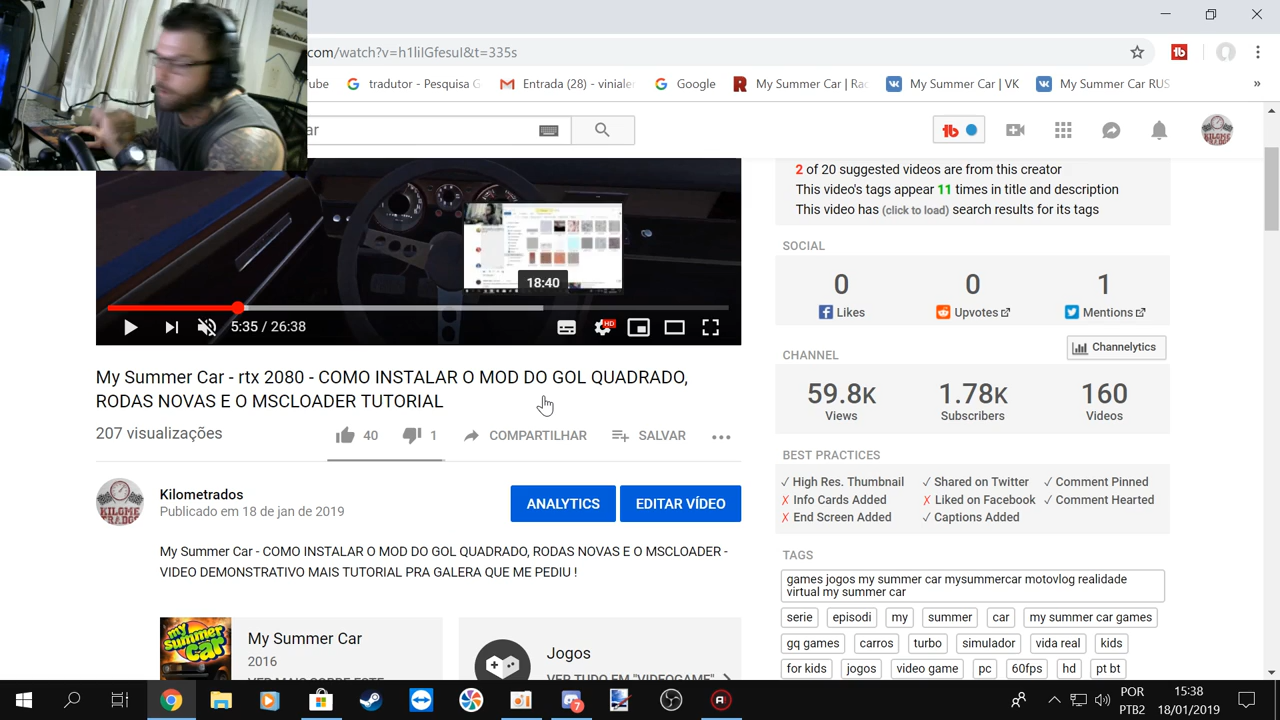 com/watch?v=h1liIGfesuI&t=335s
ube
tradutor - Pesquisa G
Entrada (28) - viniale
Google
My Summer Car | Rac
My Summer Car | VK
My Summer Car RUS
»
ar
2 of 20 suggested videos are from this creator
This video's tags appear 11 times in title and description
This video has (click to load) search results for its tags
SOCIAL
0
0
1
Likes
Upvotes
Mentions
18:40
5:35 / 26:38
HD
Channelytics
CHANNEL
59.8K
1.78K
160
Views
Subscribers
Videos
My Summer Car - rtx 2080 - COMO INSTALAR O MOD DO GOL QUADRADO,
RODAS NOVAS E O MSCLOADER TUTORIAL
207 visualizações
40
1
COMPARTILHAR
SALVAR
BEST PRACTICES
✓ High Res. Thumbnail
✓ Shared on Twitter
✓ Comment Pinned
✗ Info Cards Added
✗ Liked on Facebook
✓ Comment Hearted
✗ End Screen Added
✓ Captions Added
Kilometrados
Publicado em 18 de jan de 2019
ANALYTICS
EDITAR VÍDEO
My Summer Car - COMO INSTALAR O MOD DO GOL QUADRADO, RODAS NOVAS E O MSCLOADER -
VIDEO DEMONSTRATIVO MAIS TUTORIAL PRA GALERA QUE ME PEDIU !
TAGS
games jogos my summer car mysummercar motovlog realidade
virtual my summer car
serie
episodi
my
summer
car
my summer car games
gq games
carros
turbo
simulador
vida real
kids
for kids
jogos
video game
pc
60fps
hd
pt bt
my
summer
car
My Summer Car
2016
Jogos
7
POR
PTB2
15:38
18/01/2019